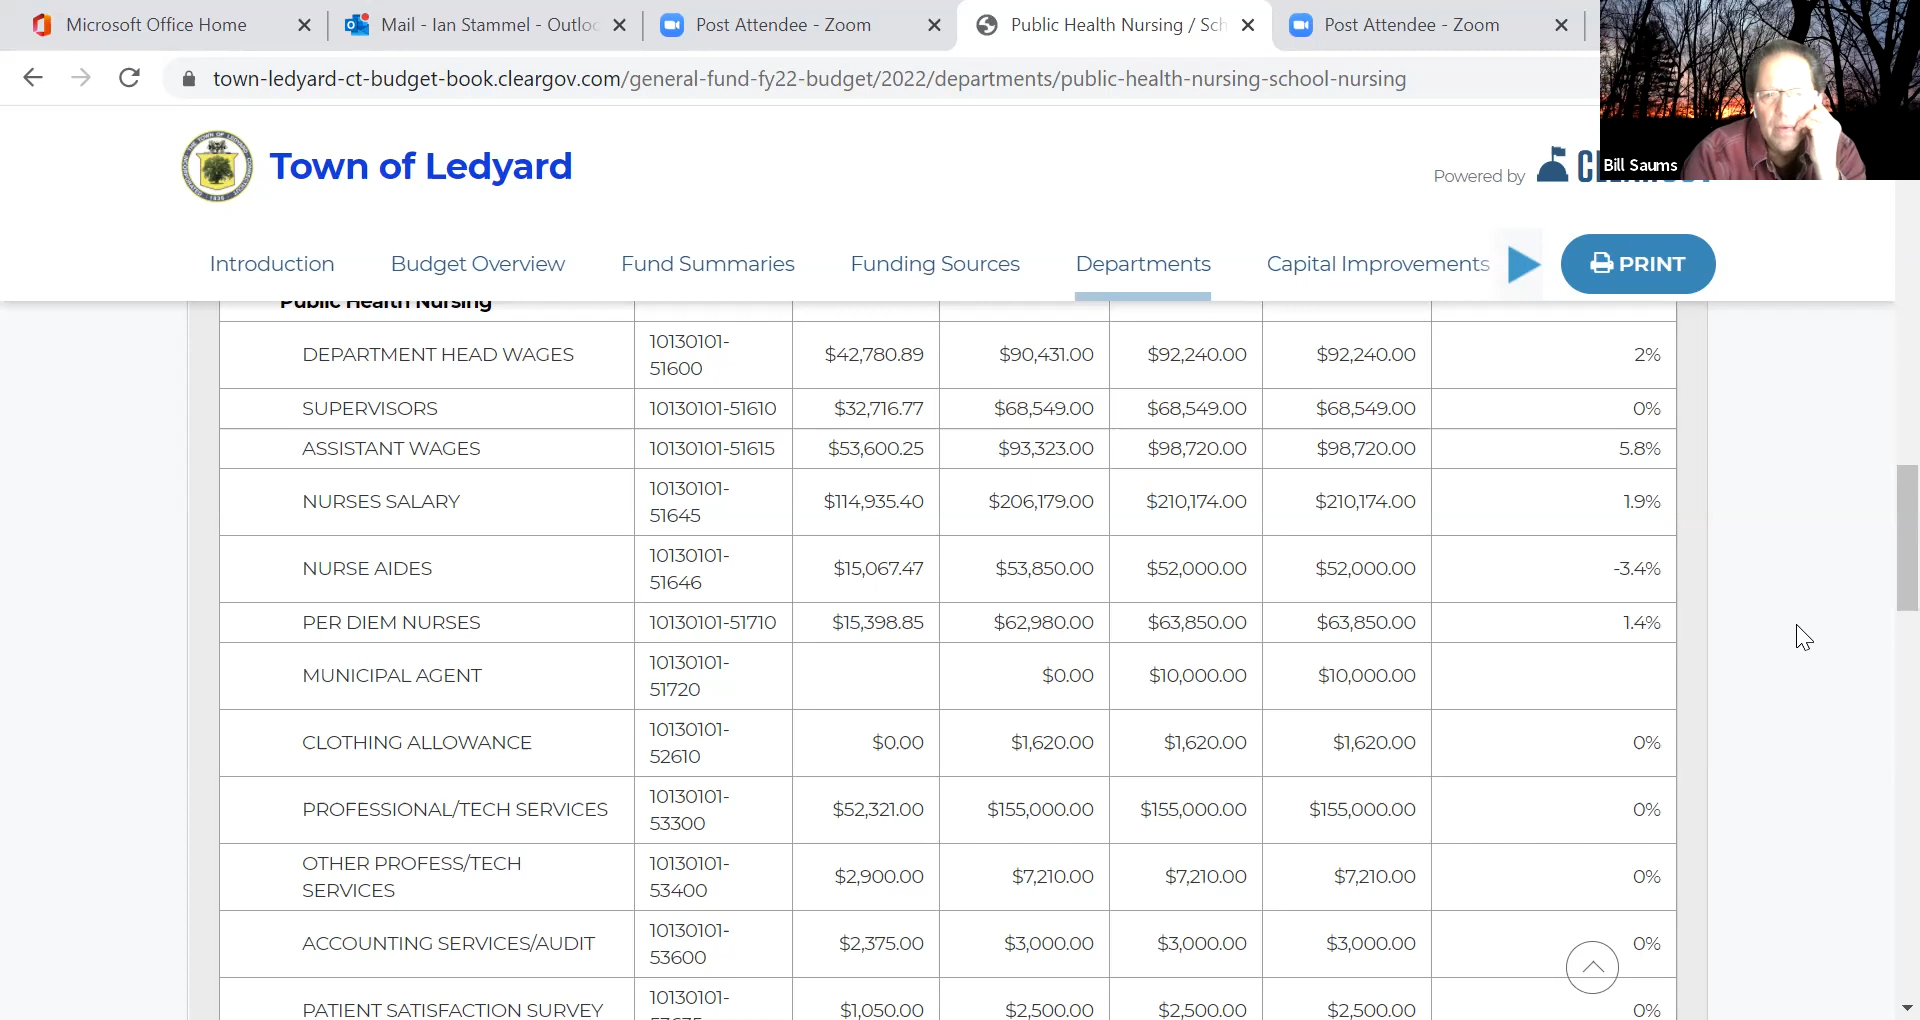 Microsoft Office Home
Mail - Ian Stammel - Outloo
Post Attendee - Zoom
Public Health Nursing / Sch
Post Attendee - Zoom
town-ledyard-ct-budget-book.cleargov.com/general-fund-fy22-budget/2022/departments/public-health-nursing-school-nursing
Bill Saums
Town of Ledyard
Powered by
Introduction
Budget Overview
Fund Summaries
Funding Sources
Departments
Capital Improvements
PRINT
Public Health Nursing
DEPARTMENT HEAD WAGES 10130101-51600 $42,780.89 $90,431.00 $92,240.00 $92,240.00 2%
SUPERVISORS 10130101-51610 $32,716.77 $68,549.00 $68,549.00 $68,549.00 0%
ASSISTANT WAGES 10130101-51615 $53,600.25 $93,323.00 $98,720.00 $98,720.00 5.8%
NURSES SALARY 10130101-51645 $114,935.40 $206,179.00 $210,174.00 $210,174.00 1.9%
NURSE AIDES 10130101-51646 $15,067.47 $53,850.00 $52,000.00 $52,000.00 -3.4%
PER DIEM NURSES 10130101-51710 $15,398.85 $62,980.00 $63,850.00 $63,850.00 1.4%
MUNICIPAL AGENT 10130101-51720 $0.00 $10,000.00 $10,000.00
CLOTHING ALLOWANCE 10130101-52610 $0.00 $1,620.00 $1,620.00 $1,620.00 0%
PROFESSIONAL/TECH SERVICES 10130101-53300 $52,321.00 $155,000.00 $155,000.00 $155,000.00 0%
OTHER PROFESS/TECH SERVICES 10130101-53400 $2,900.00 $7,210.00 $7,210.00 $7,210.00 0%
ACCOUNTING SERVICES/AUDIT 10130101-53600 $2,375.00 $3,000.00 $3,000.00 $3,000.00 0%
PATIENT SATISFACTION SURVEY 10130101- $1,050.00 $2,500.00 $2,500.00 $2,500.00 0%